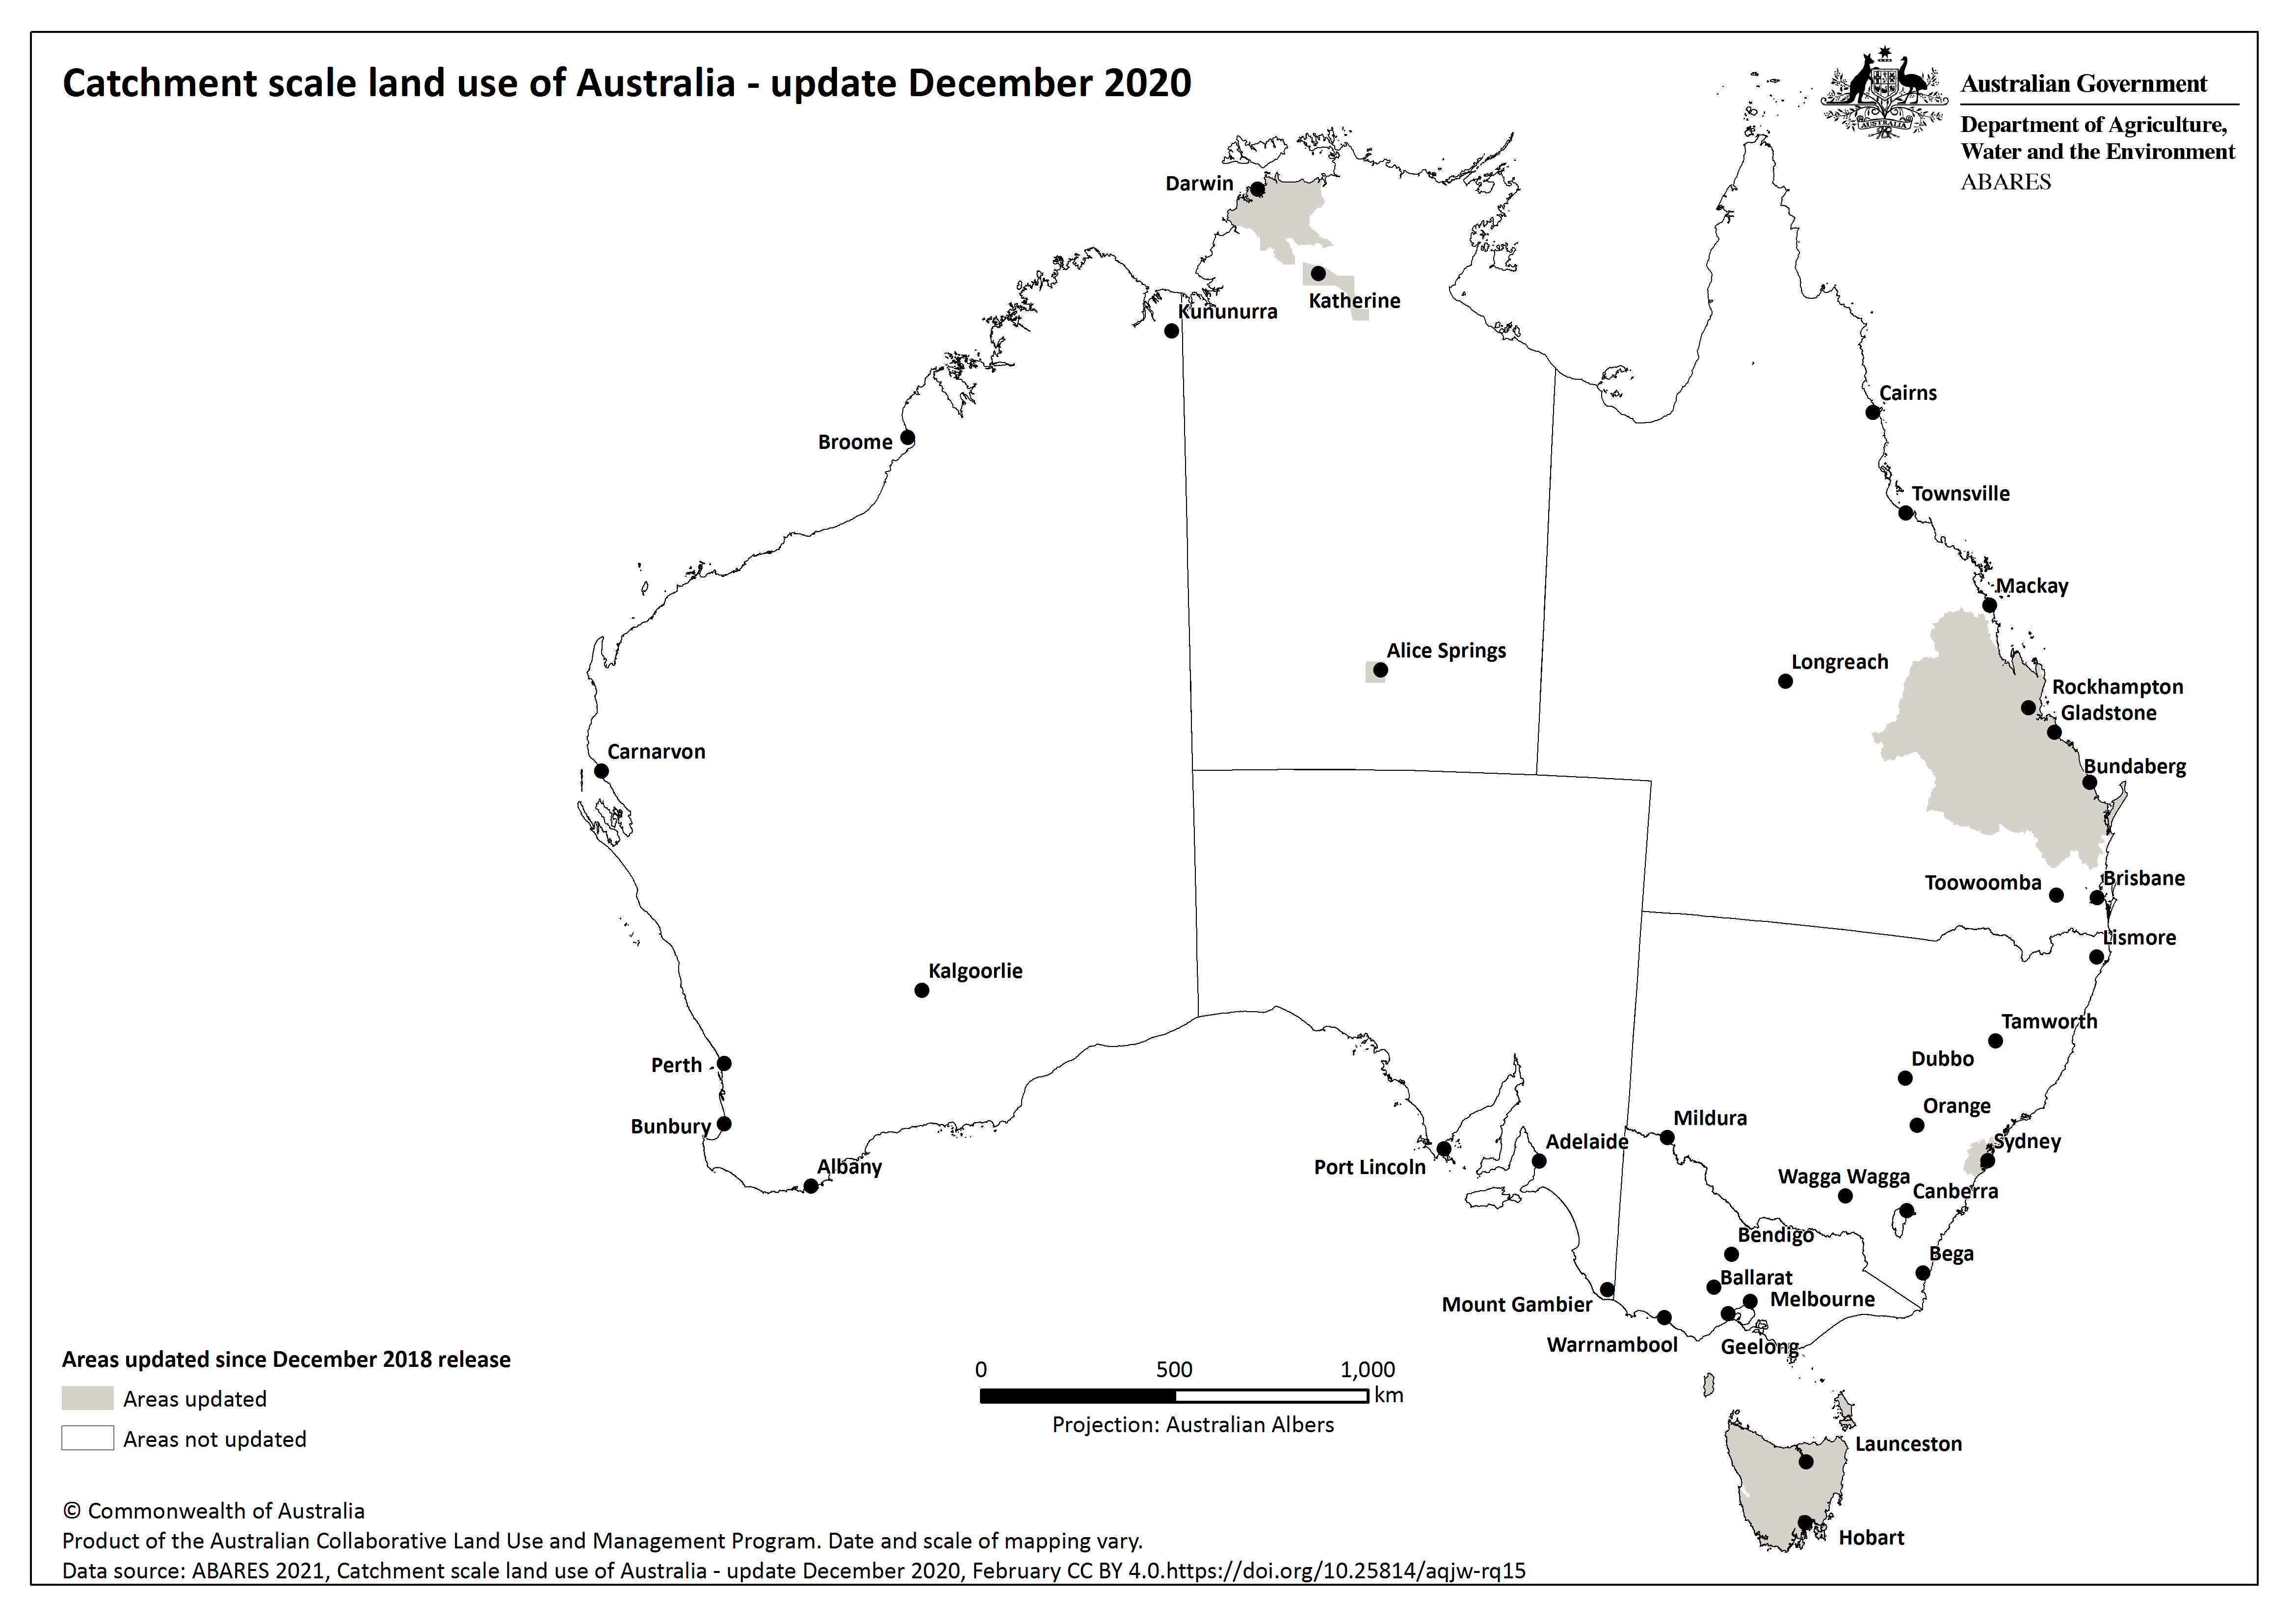 Catchment scale land use of Australia - update December 2020
Australian Government
Department of Agriculture,
Water and the Environment
ABARES
AUSTRALIA
Darwin
Katherine
Kununurra
Cairns
Broome
Townsville
Mackay
Alice Springs
Longreach
Rockhampton
Gladstone
Carnarvon
Bundaberg
Toowoomba
Brisbane
Lismore
Kalgoorlie
Tamworth
Dubbo
Perth
Orange
Mildura
Bunbury
Adelaide
Sydney
Port Lincoln
Albany
Wagga Wagga
Canberra
Bendigo
Bega
Ballarat
Melbourne
Mount Gambier
Warrnambool
Geelong
Areas updated since December 2018 release
Areas updated
Areas not updated
0 500 1,000
km
Projection: Australian Albers
Launceston
Hobart
© Commonwealth of Australia
Product of the Australian Collaborative Land Use and Management Program. Date and scale of mapping vary.
Data source: ABARES 2021, Catchment scale land use of Australia - update December 2020, February CC BY 4.0.https://doi.org/10.25814/aqjw-rq15